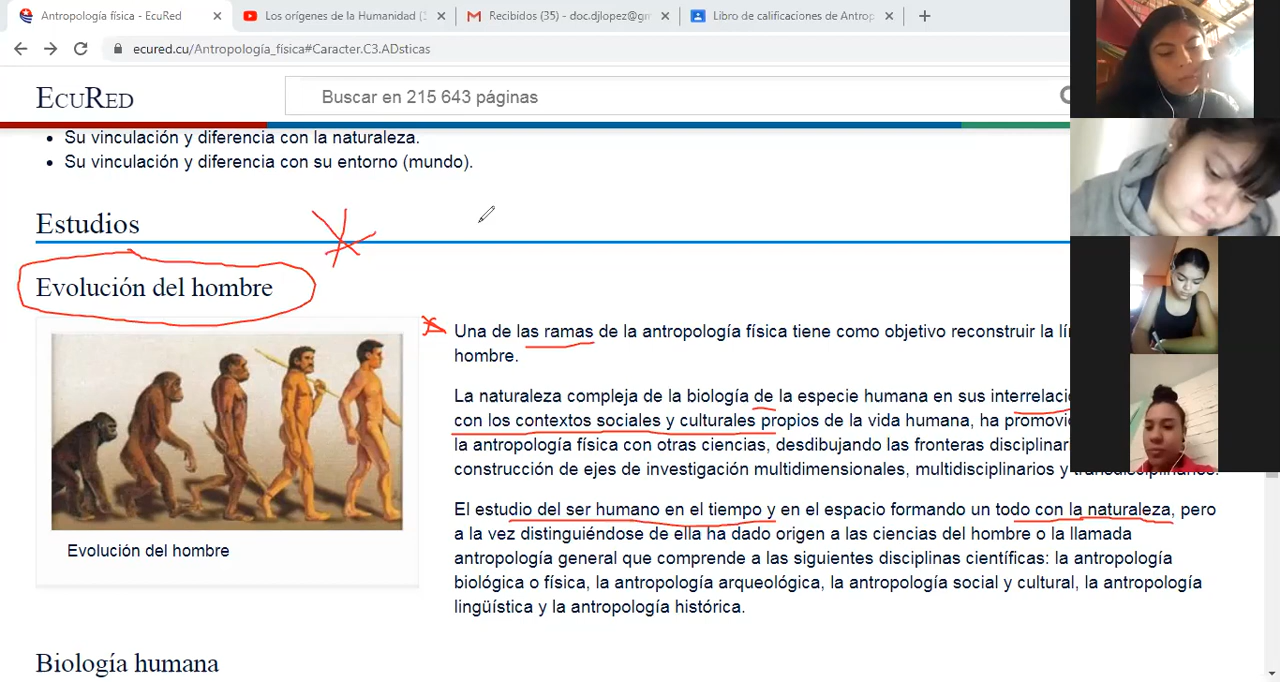 Antropología física - EcuRed
Los orígenes de la Humanidad (
Recibidos (35) - doc.djlopez@gm
Libro de calificaciones de Antrop
ecured.cu/Antropología_física#Caracter.C3.ADsticas
EcuRed
Buscar en 215 643 páginas
Su vinculación y diferencia con la naturaleza.
Su vinculación y diferencia con su entorno (mundo).
Estudios
Evolución del hombre
Una de las ramas de la antropología física tiene como objetivo reconstruir la
hombre.
La naturaleza compleja de la biología de la especie humana en sus
con los contextos sociales y culturales propios de la vida humana, ha
la antropología física con otras ciencias, desdibujando las fronteras
construcción de ejes de investigación multidimensionales, multidisciplinarios y transdisciplinarios.
El estudio del ser humano en el tiempo y en el espacio formando un todo con la naturaleza, pero
a la vez distinguiéndose de ella ha dado origen a las ciencias del hombre o la llamada
antropología general que comprende a las siguientes disciplinas científicas: la antropología
biológica o física, la antropología arqueológica, la antropología social y cultural, la antropología
lingüística y la antropología histórica.
Evolución del hombre
Biología humana